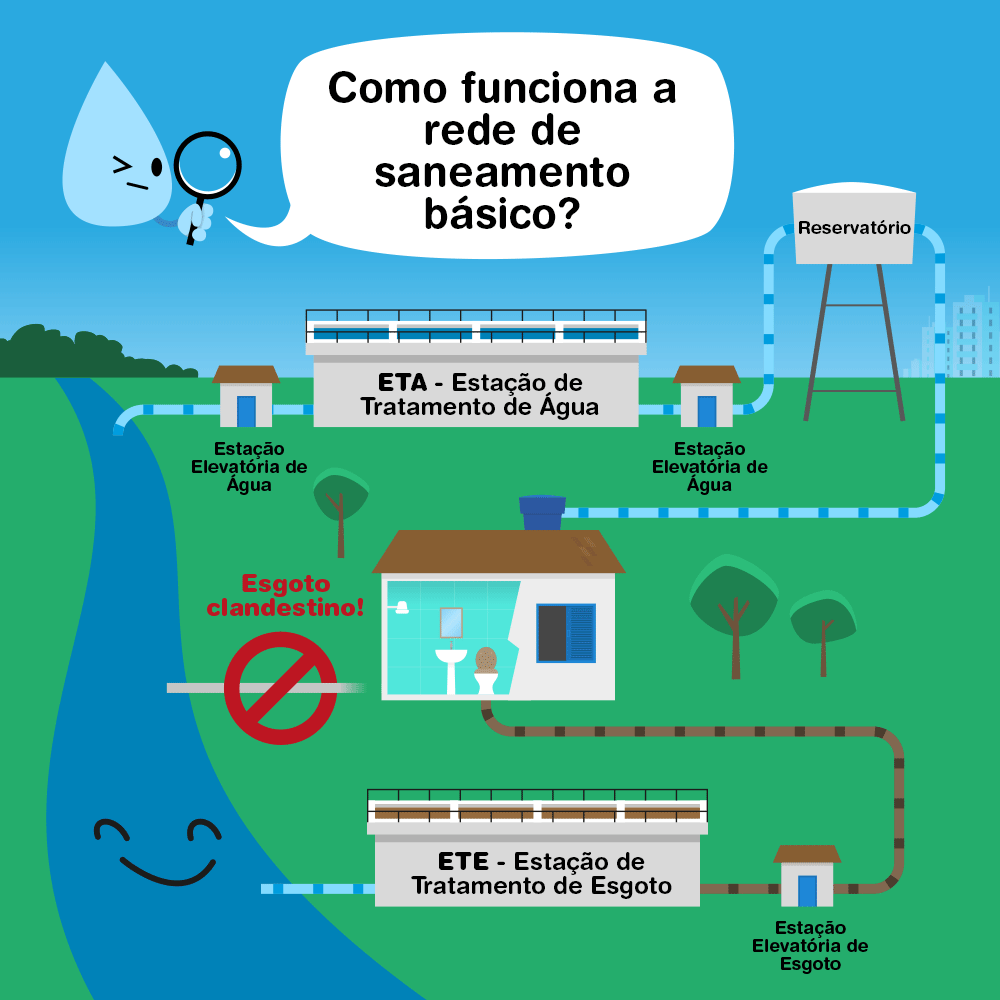 Como funciona a
rede de
saneamento
básico?
Reservatório
ETA - Estação de
Tratamento de Água
Estação
Elevatória de
Água
Estação
Elevatória de
Água
Esgoto
clandestino!
ETE - Estação de
Tratamento de Esgoto
Estação
Elevatória de
Esgoto